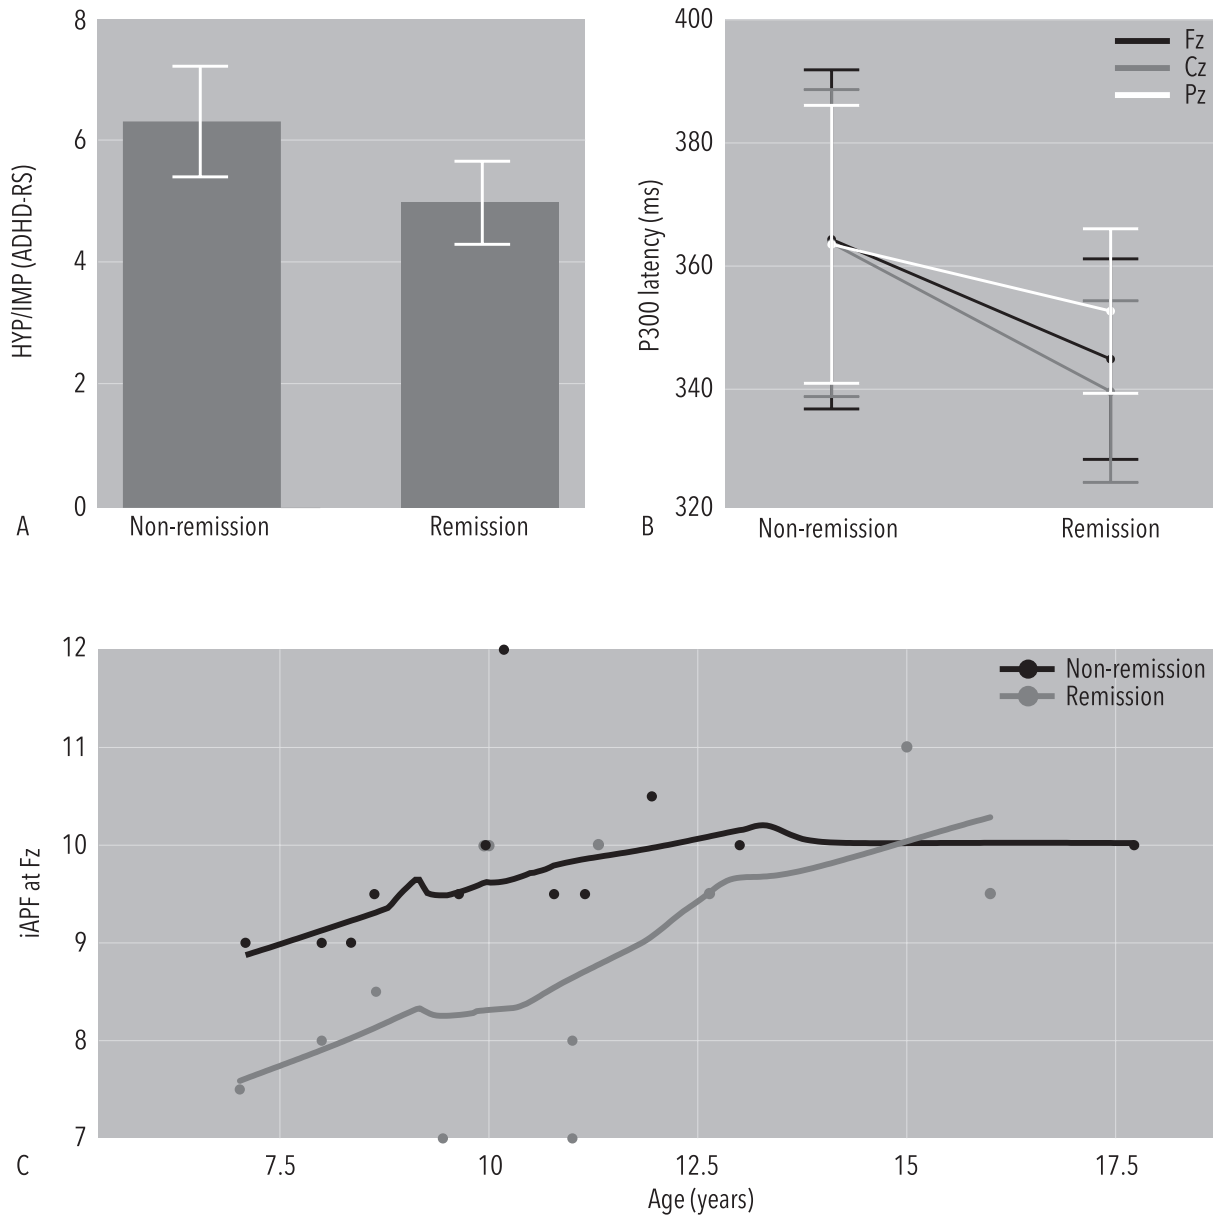 8
6
4
2
0
HYP/IMP (ADHD-RS)
Non-remission
Remission
A
400
380
360
340
320
P300 latency (ms)
Fz
Cz
Pz
Non-remission
Remission
B
12
11
10
9
8
7
iAPF at Fz
Non-remission
Remission
7.5
10
12.5
15
17.5
Age (years)
C